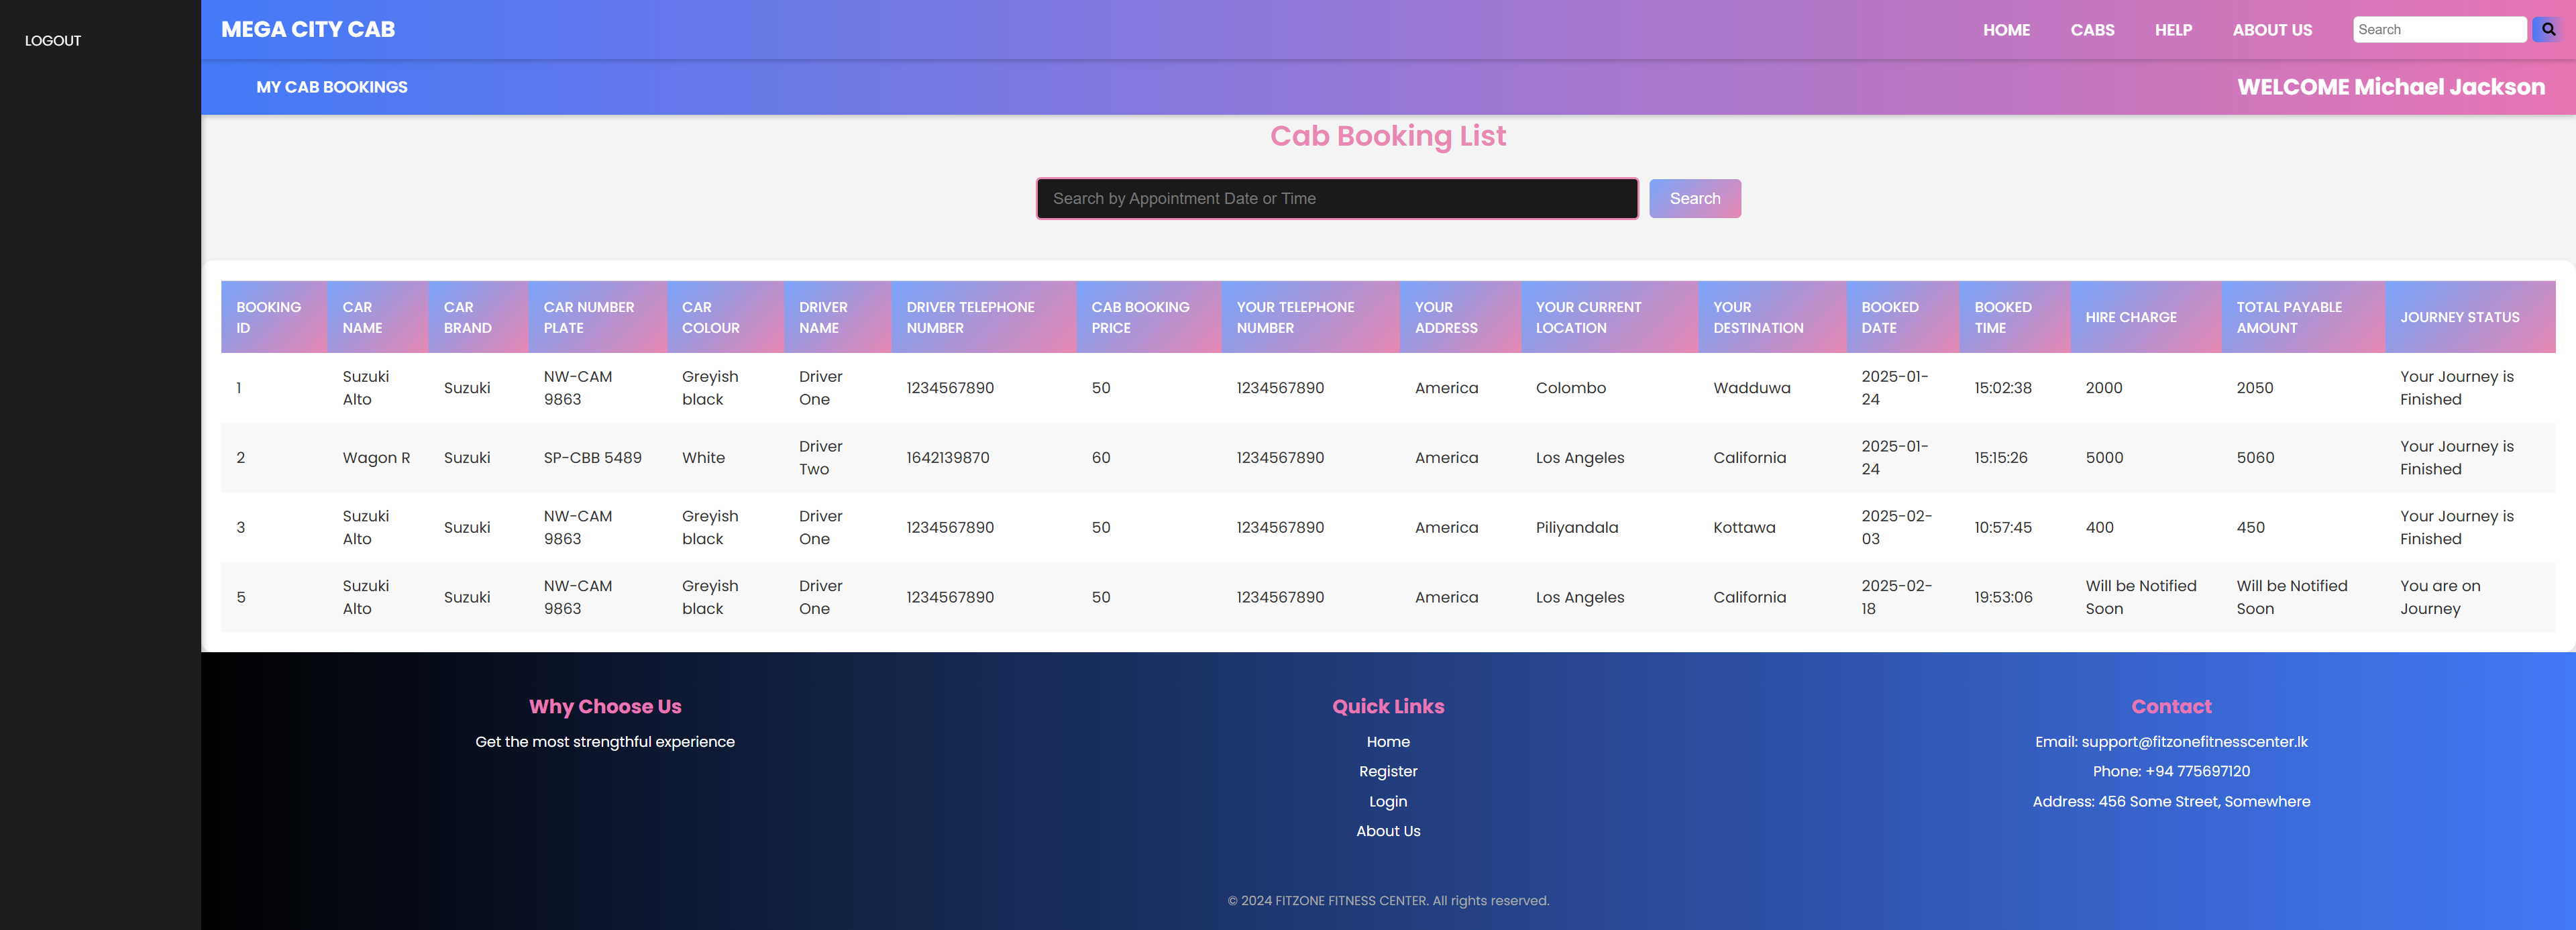 LOGOUT
MEGA CITY CAB
HOME CABS HELP ABOUT US Search
MY CAB BOOKINGS WELCOME Michael Jackson
Cab Booking List
Search by Appointment Date or Time Search
BOOKING ID CAR NAME CAR BRAND CAR NUMBER PLATE CAR COLOUR DRIVER NAME DRIVER TELEPHONE NUMBER CAB BOOKING PRICE YOUR TELEPHONE NUMBER YOUR ADDRESS YOUR CURRENT LOCATION YOUR DESTINATION BOOKED DATE BOOKED TIME HIRE CHARGE TOTAL PAYABLE AMOUNT JOURNEY STATUS
1 Suzuki Alto Suzuki NW-CAM 9863 Greyish black Driver One 1234567890 50 1234567890 America Colombo Wadduwa 2025-01-24 15:02:38 2000 2050 Your Journey is Finished
2 Wagon R Suzuki SP-CBB 5489 White Driver Two 1642139870 60 1234567890 America Los Angeles California 2025-01-24 15:15:26 5000 5060 Your Journey is Finished
3 Suzuki Alto Suzuki NW-CAM 9863 Greyish black Driver One 1234567890 50 1234567890 America Piliyandala Kottawa 2025-02-03 10:57:45 400 450 Your Journey is Finished
5 Suzuki Alto Suzuki NW-CAM 9863 Greyish black Driver One 1234567890 50 1234567890 America Los Angeles California 2025-02-18 19:53:06 Will be Notified Soon Will be Notified Soon You are on Journey
Why Choose Us
Get the most strengthful experience
Quick Links
Home
Register
Login
About Us
Contact
Email: support@fitzonefitnesscenter.lk
Phone: +94 775697120
Address: 456 Some Street, Somewhere
© 2024 FITZONE FITNESS CENTER. All rights reserved.